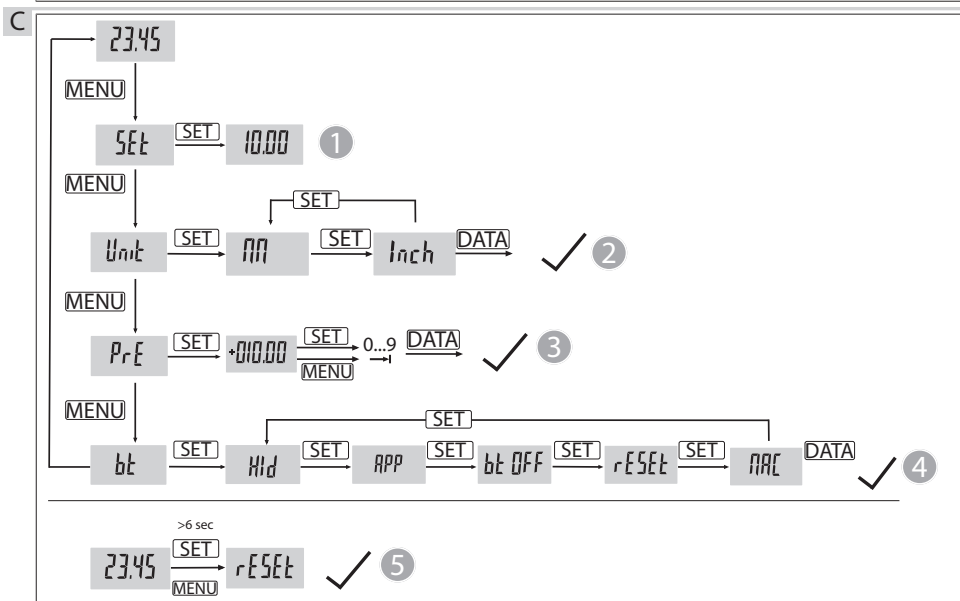 C
23.45
MENU
SEt SET 10.00 1
MENU
SET
Unit SET MM SET Inch DATA 2
MENU
PrE SET +010.00 SET MENU 0...9 DATA 3
MENU
SET
bt SET HId SET APP SET bt OFF SET rESEt SET MAC DATA 4
>6 sec
23.45 SET MENU rESEt 5